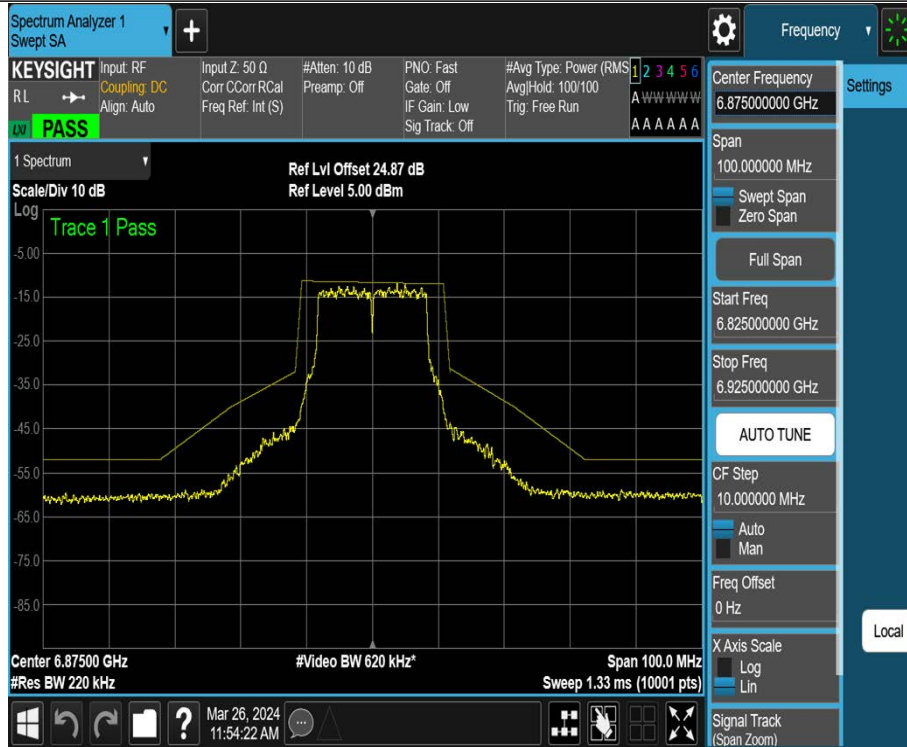 Spectrum Analyzer 1
Swept SA
Frequency
KEYSIGHT
RL
LXI PASS
Input: RF
Coupling: DC
Align: Auto
Input Z: 50 Ω
Corr CCorr RCal
Freq Ref: Int (S)
#Atten: 10 dB
Preamp: Off
PNO: Fast
Gate: Off
IF Gain: Low
Sig Track: Off
#Avg Type: Power (RMS
Avg|Hold: 100/100
Trig: Free Run
1 2 3 4 5 6
A W W W W W
A A A A A A
1 Spectrum
Scale/Div 10 dB
Log
Ref Lvl Offset 24.87 dB
Ref Level 5.00 dBm
Trace 1 Pass
-5.00
-15.0
-25.0
-35.0
-45.0
-55.0
-65.0
-75.0
-85.0
Center 6.87500 GHz
#Res BW 220 kHz
#Video BW 620 kHz*
Span 100.0 MHz
Sweep 1.33 ms (10001 pts)
Center Frequency
6.875000000 GHz
Settings
Span
100.000000 MHz
Swept Span
Zero Span
Full Span
Start Freq
6.825000000 GHz
Stop Freq
6.925000000 GHz
AUTO TUNE
CF Step
10.000000 MHz
Auto
Man
Freq Offset
0 Hz
Local
X Axis Scale
Log
Lin
Signal Track
(Span Zoom)
?
Mar 26, 2024
11:54:22 AM